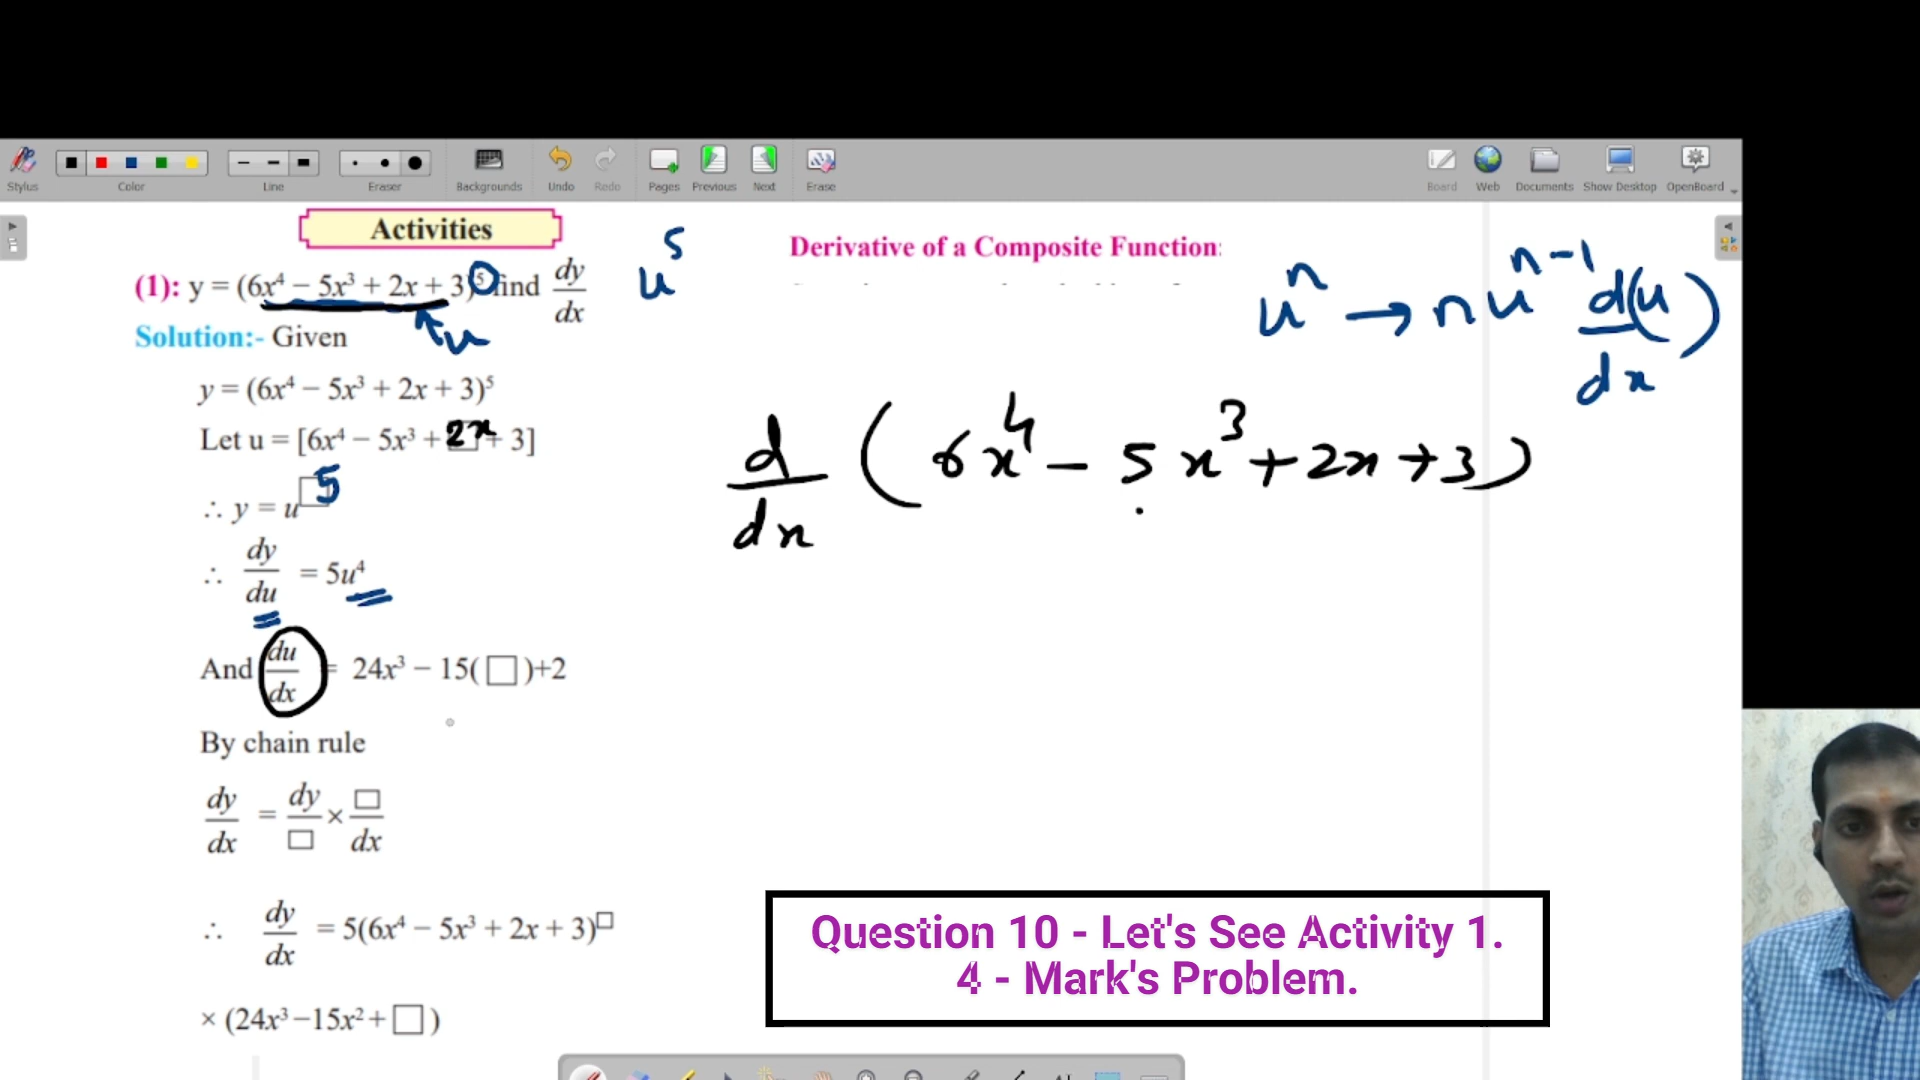 Stylus Color Line Eraser Backgrounds Undo Redo Pages Previous Next Erase Board Web Documents Show Desktop OpenBoard
Activities
(1): y = (6x⁴ − 5x³ + 2x + 3)⁵ find dy/dx
u
Solution:- Given
y = (6x⁴ − 5x³ + 2x + 3)⁵
Let u = [6x⁴ − 5x³ + 2x + 3]
∴ y = u⁵
∴ dy/du = 5u⁴
And du/dx = 24x³ − 15(□)+2
By chain rule
dy/dx = dy/□ × □/dx
∴ dy/dx = 5(6x⁴ − 5x³ + 2x + 3)^□
× (24x³−15x²+□)
u⁵
Derivative of a Composite Function:
uⁿ → n uⁿ⁻¹ d(u)/dx
d/dx (6x⁴ − 5x³ + 2x + 3)
Question 10 - Let's See Activity 1.
4 - Mark's Problem.